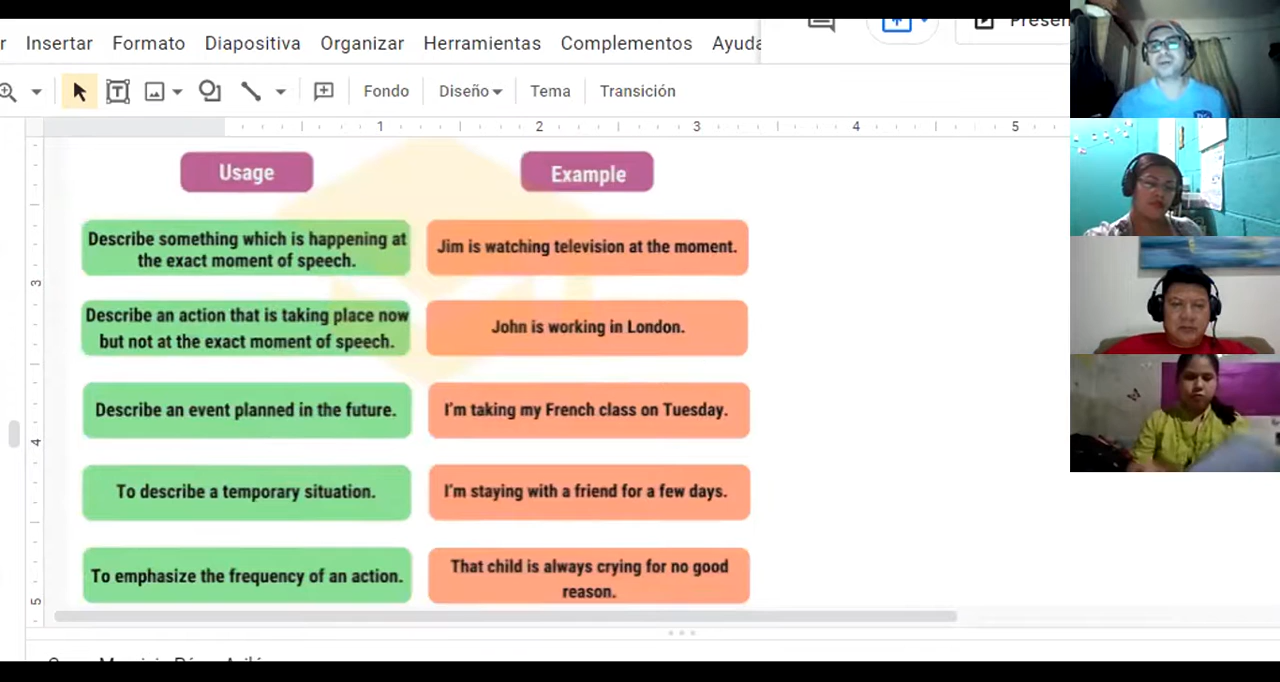 Insertar Formato Diapositiva Organizar Herramientas Complementos Ayuda
Fondo Diseño Tema Transición
1 2 3 4 5
Usage Example
Describe something which is happening at
the exact moment of speech.
Jim is watching television at the moment.
Describe an action that is taking place now
but not at the exact moment of speech.
John is working in London.
Describe an event planned in the future.
I'm taking my French class on Tuesday.
To describe a temporary situation.
I'm staying with a friend for a few days.
To emphasize the frequency of an action.
That child is always crying for no good
reason.
3
4
5